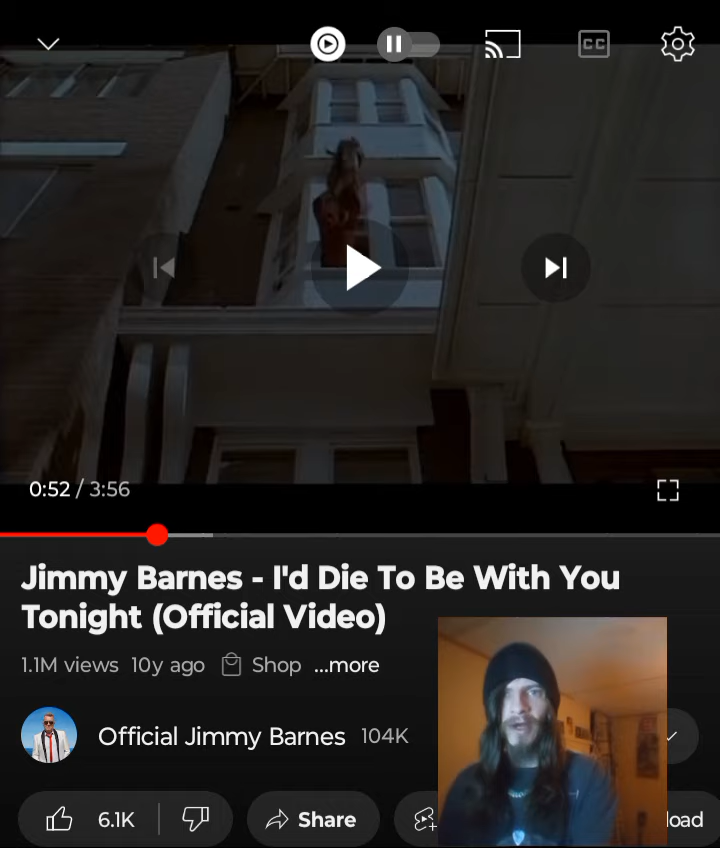 CC
0:52 / 3:56
Jimmy Barnes - I'd Die To Be With You
Tonight (Official Video)
1.1M views 10y ago Shop ...more
Official Jimmy Barnes 104K
6.1K Share load